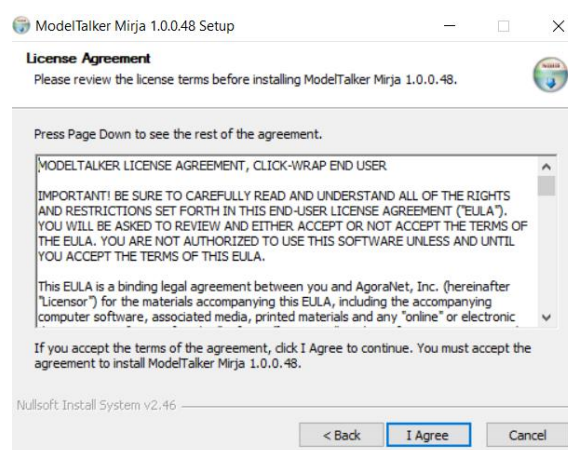 ModelTalker Mirja 1.0.0.48 Setup
License Agreement
Please review the license terms before installing ModelTalker Mirja 1.0.0.48.
Press Page Down to see the rest of the agreement.
MODELTALKER LICENSE AGREEMENT, CLICK-WRAP END USER
IMPORTANT! BE SURE TO CAREFULLY READ AND UNDERSTAND ALL OF THE RIGHTS
AND RESTRICTIONS SET FORTH IN THIS END-USER LICENSE AGREEMENT ("EULA").
YOU WILL BE ASKED TO REVIEW AND EITHER ACCEPT OR NOT ACCEPT THE TERMS OF
THE EULA. YOU ARE NOT AUTHORIZED TO USE THIS SOFTWARE UNLESS AND UNTIL
YOU ACCEPT THE TERMS OF THIS EULA.
This EULA is a binding legal agreement between you and AgoraNet, Inc. (hereinafter
"Licensor") for the materials accompanying this EULA, including the accompanying
computer software, associated media, printed materials and any "online" or electronic
If you accept the terms of the agreement, click I Agree to continue. You must accept the
agreement to install ModelTalker Mirja 1.0.0.48.
Nullsoft Install System v2.46
< Back
I Agree
Cancel